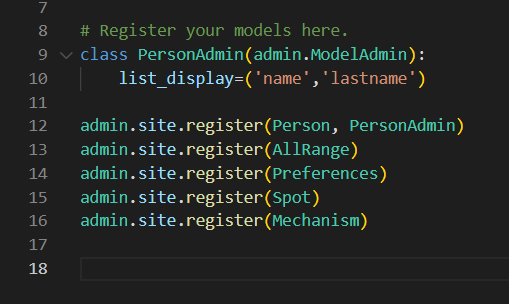 7
8 # Register your models here.
9 class PersonAdmin(admin.ModelAdmin):
10 list_display=('name','lastname')
11
12 admin.site.register(Person, PersonAdmin)
13 admin.site.register(AllRange)
14 admin.site.register(Preferences)
15 admin.site.register(Spot)
16 admin.site.register(Mechanism)
17
18